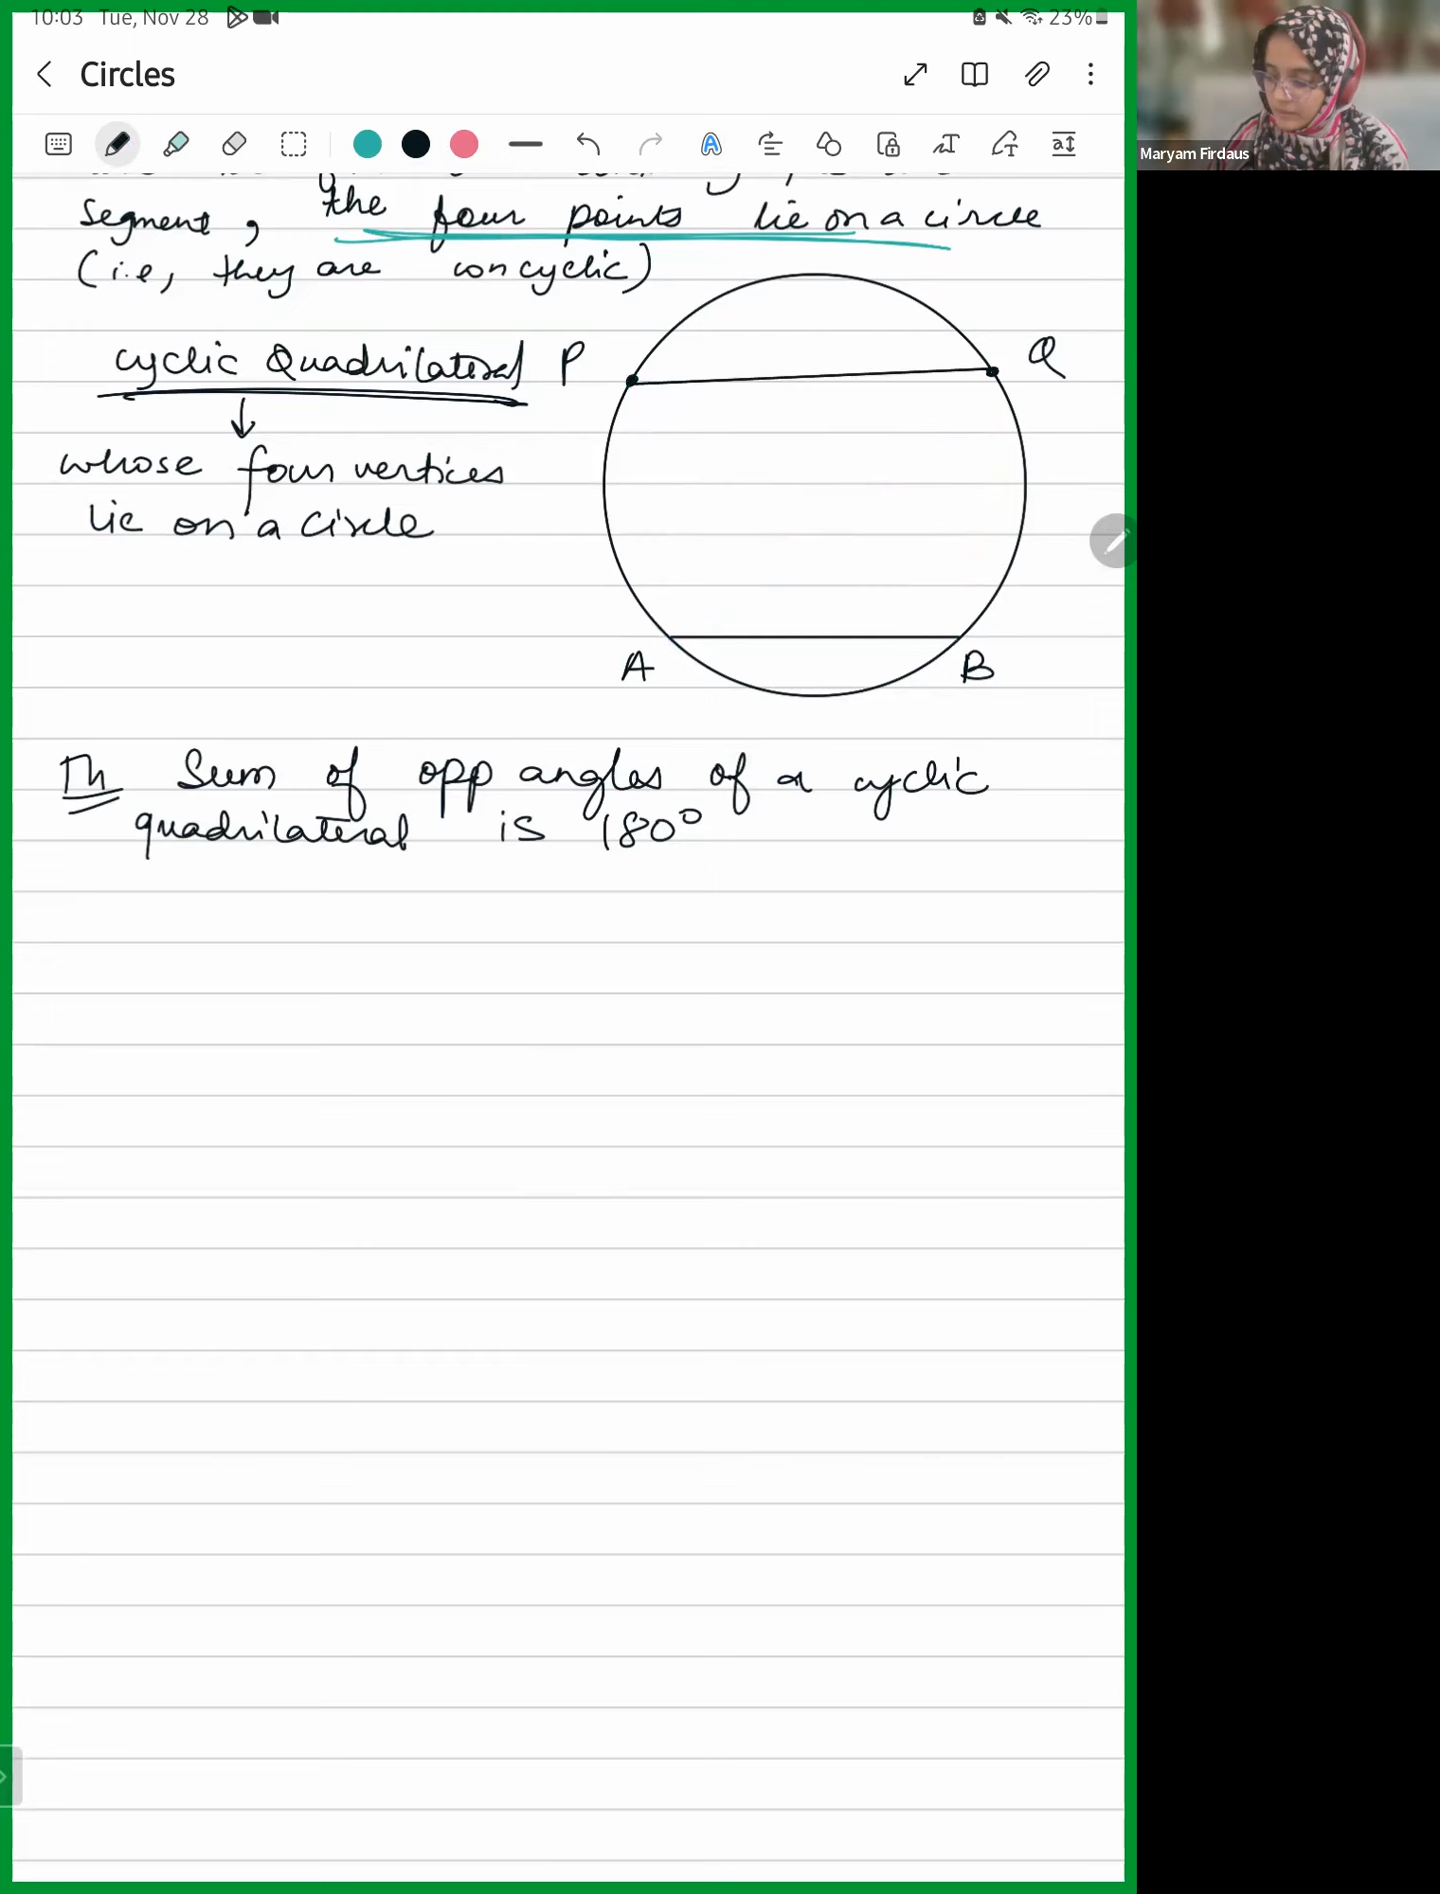 10:03 Tue, Nov 28
23%
Circles
Maryam Firdaus
segment, the four points lie on a circle
(i.e, they are concyclic)
cyclic Quadrilateral P Q
↓
whose four vertices
lie on a circle
A B
Th Sum of opp angles of a cyclic
quadrilateral is 180°